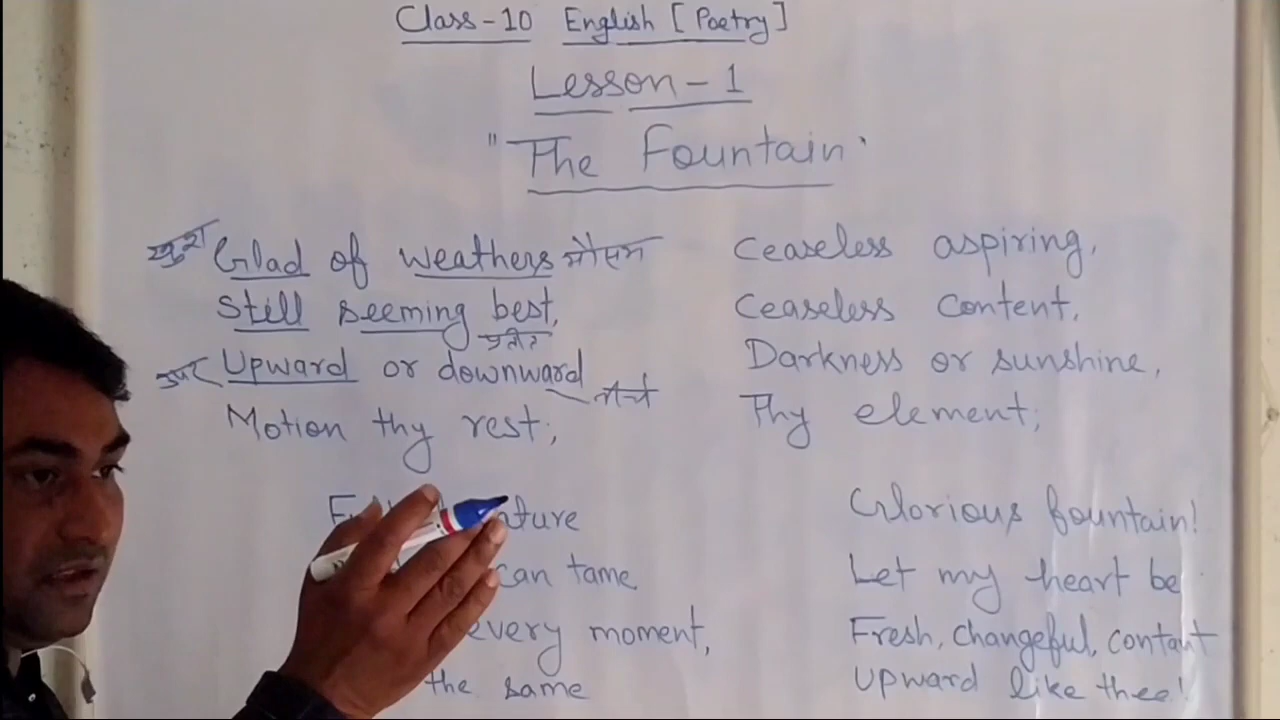 Class-10 English [Poetry]
Lesson-1
"The Fountain"
खुश Glad of weathers मौसम
Still seeming best,
प्रतीत
ऊपर Upward or downward नीचे
Motion thy rest;
ature
can tame
every moment,
the same
Ceaseless aspiring,
Ceaseless Content,
Darkness or sunshine,
Thy element;
Glorious fountain!
Let my heart be
Fresh, changeful, contant
Upward like thee!